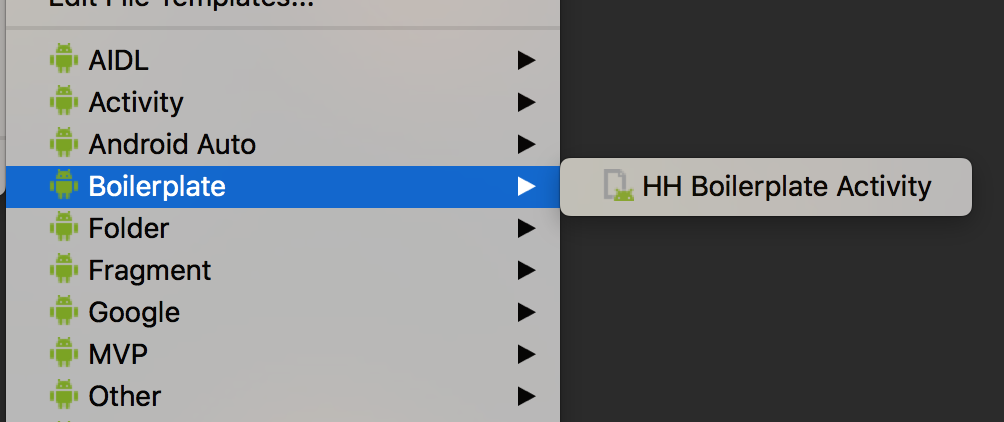 Edit File Templates...
AIDL
Activity
Android Auto
Boilerplate
HH Boilerplate Activity
Folder
Fragment
Google
MVP
Other